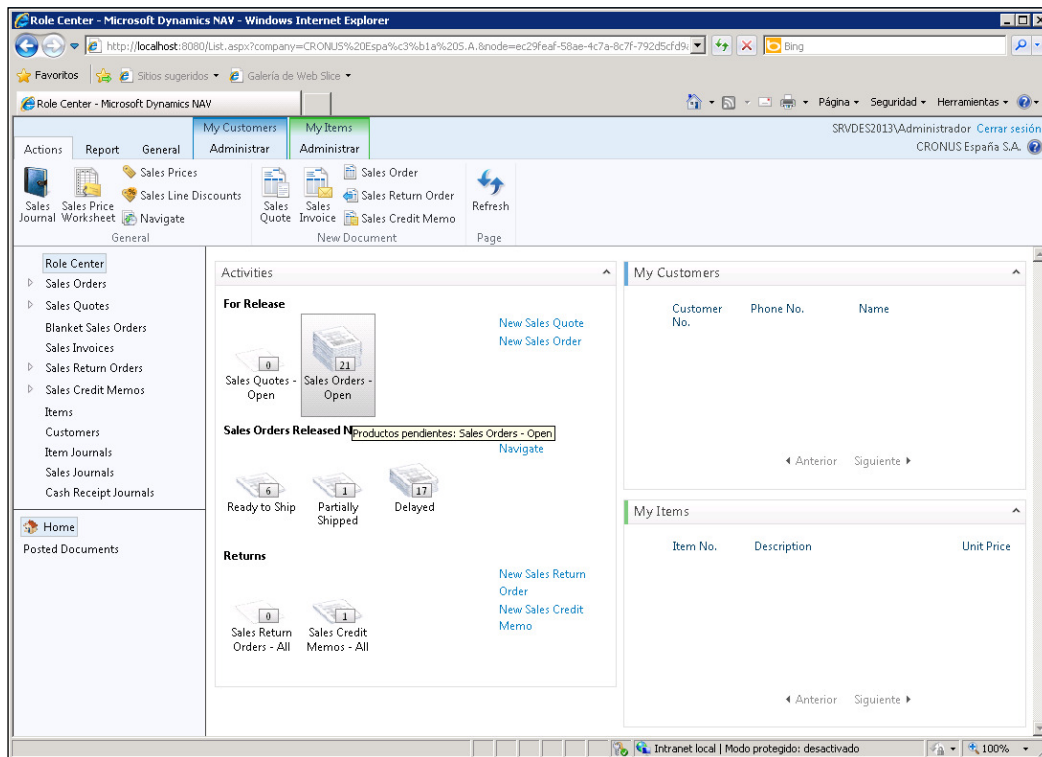 Role Center - Microsoft Dynamics NAV - Windows Internet Explorer
http://localhost:8080/List.aspx?company=CRONUS%20Espa%c3%b1a%20S.A.&node=ec29feaf-58ae-4c7a-8c7f-792d5cfd9
Bing
Favoritos Sitios sugeridos Galería de Web Slice
Role Center - Microsoft Dynamics NAV
Página Seguridad Herramientas
My Customers My Items
SRVDES2013\Administrador Cerrar sesión
Actions Report General Administrar Administrar
CRONUS España S.A.
Sales Journal
Sales Price Worksheet
Sales Prices
Sales Line Discounts
Navigate
General
Sales Quote
Sales Invoice
Sales Order
Sales Return Order
Sales Credit Memo
New Document
Refresh
Page
Role Center
Sales Orders
Sales Quotes
Blanket Sales Orders
Sales Invoices
Sales Return Orders
Sales Credit Memos
Items
Customers
Item Journals
Sales Journals
Cash Receipt Journals
Home
Posted Documents
Activities
For Release
0
Sales Quotes -
Open
21
Sales Orders -
Open
New Sales Quote
New Sales Order
Sales Orders Released N
Productos pendientes: Sales Orders - Open
Navigate
6
Ready to Ship
1
Partially
Shipped
17
Delayed
Returns
0
Sales Return
Orders - All
1
Sales Credit
Memos - All
New Sales Return
Order
New Sales Credit
Memo
My Customers
Customer
No.
Phone No.
Name
Anterior Siguiente
My Items
Item No. Description Unit Price
Anterior Siguiente
Intranet local | Modo protegido: desactivado
100%